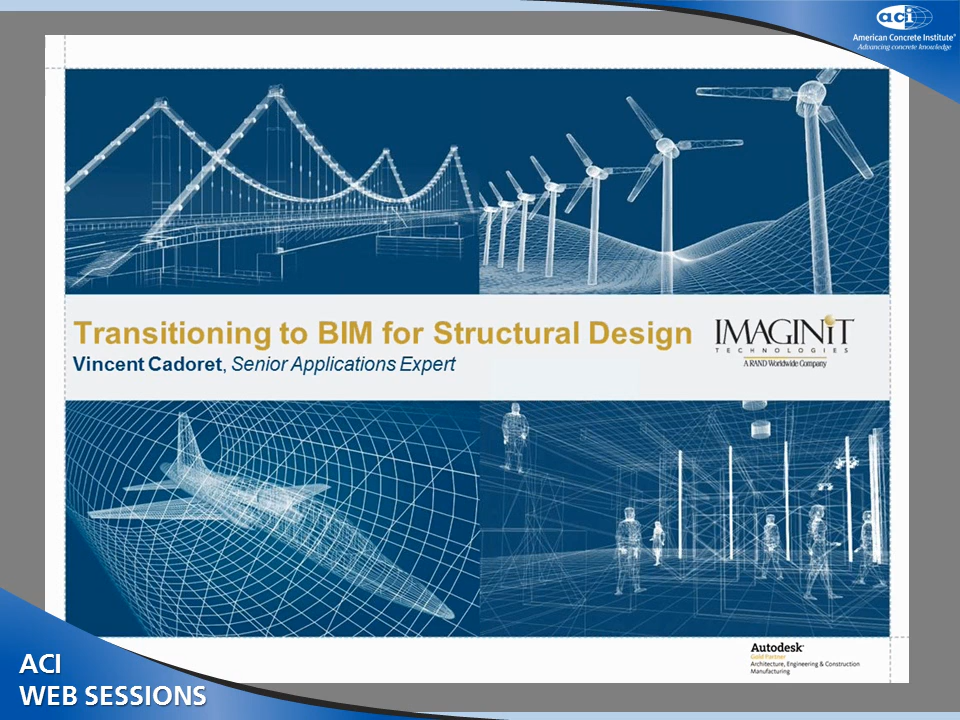 aci
American Concrete Institute®
Advancing concrete knowledge
Transitioning to BIM for Structural Design
Vincent Cadoret, Senior Applications Expert
IMAGINiT
TECHNOLOGIES
A RAND Worldwide Company
Autodesk®
Gold Partner
Architecture, Engineering & Construction
Manufacturing
ACI
WEB SESSIONS